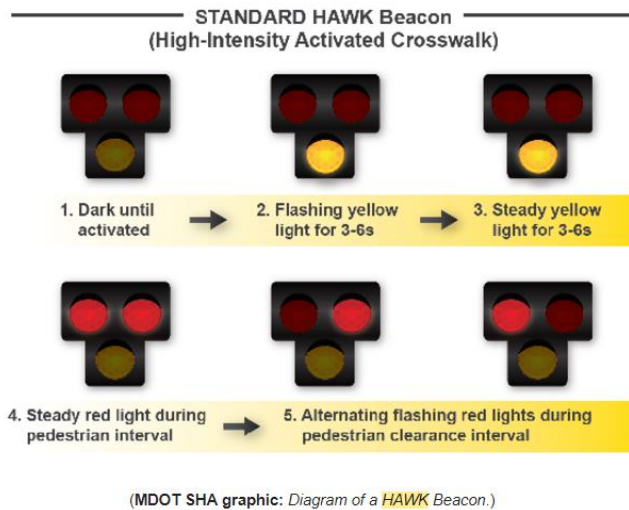 STANDARD HAWK Beacon
(High-Intensity Activated Crosswalk)
1. Dark until
activated
2. Flashing yellow
light for 3-6s
3. Steady yellow
light for 3-6s
4. Steady red light during
pedestrian interval
5. Alternating flashing red lights during
pedestrian clearance interval
(MDOT SHA graphic: Diagram of a HAWK Beacon.)